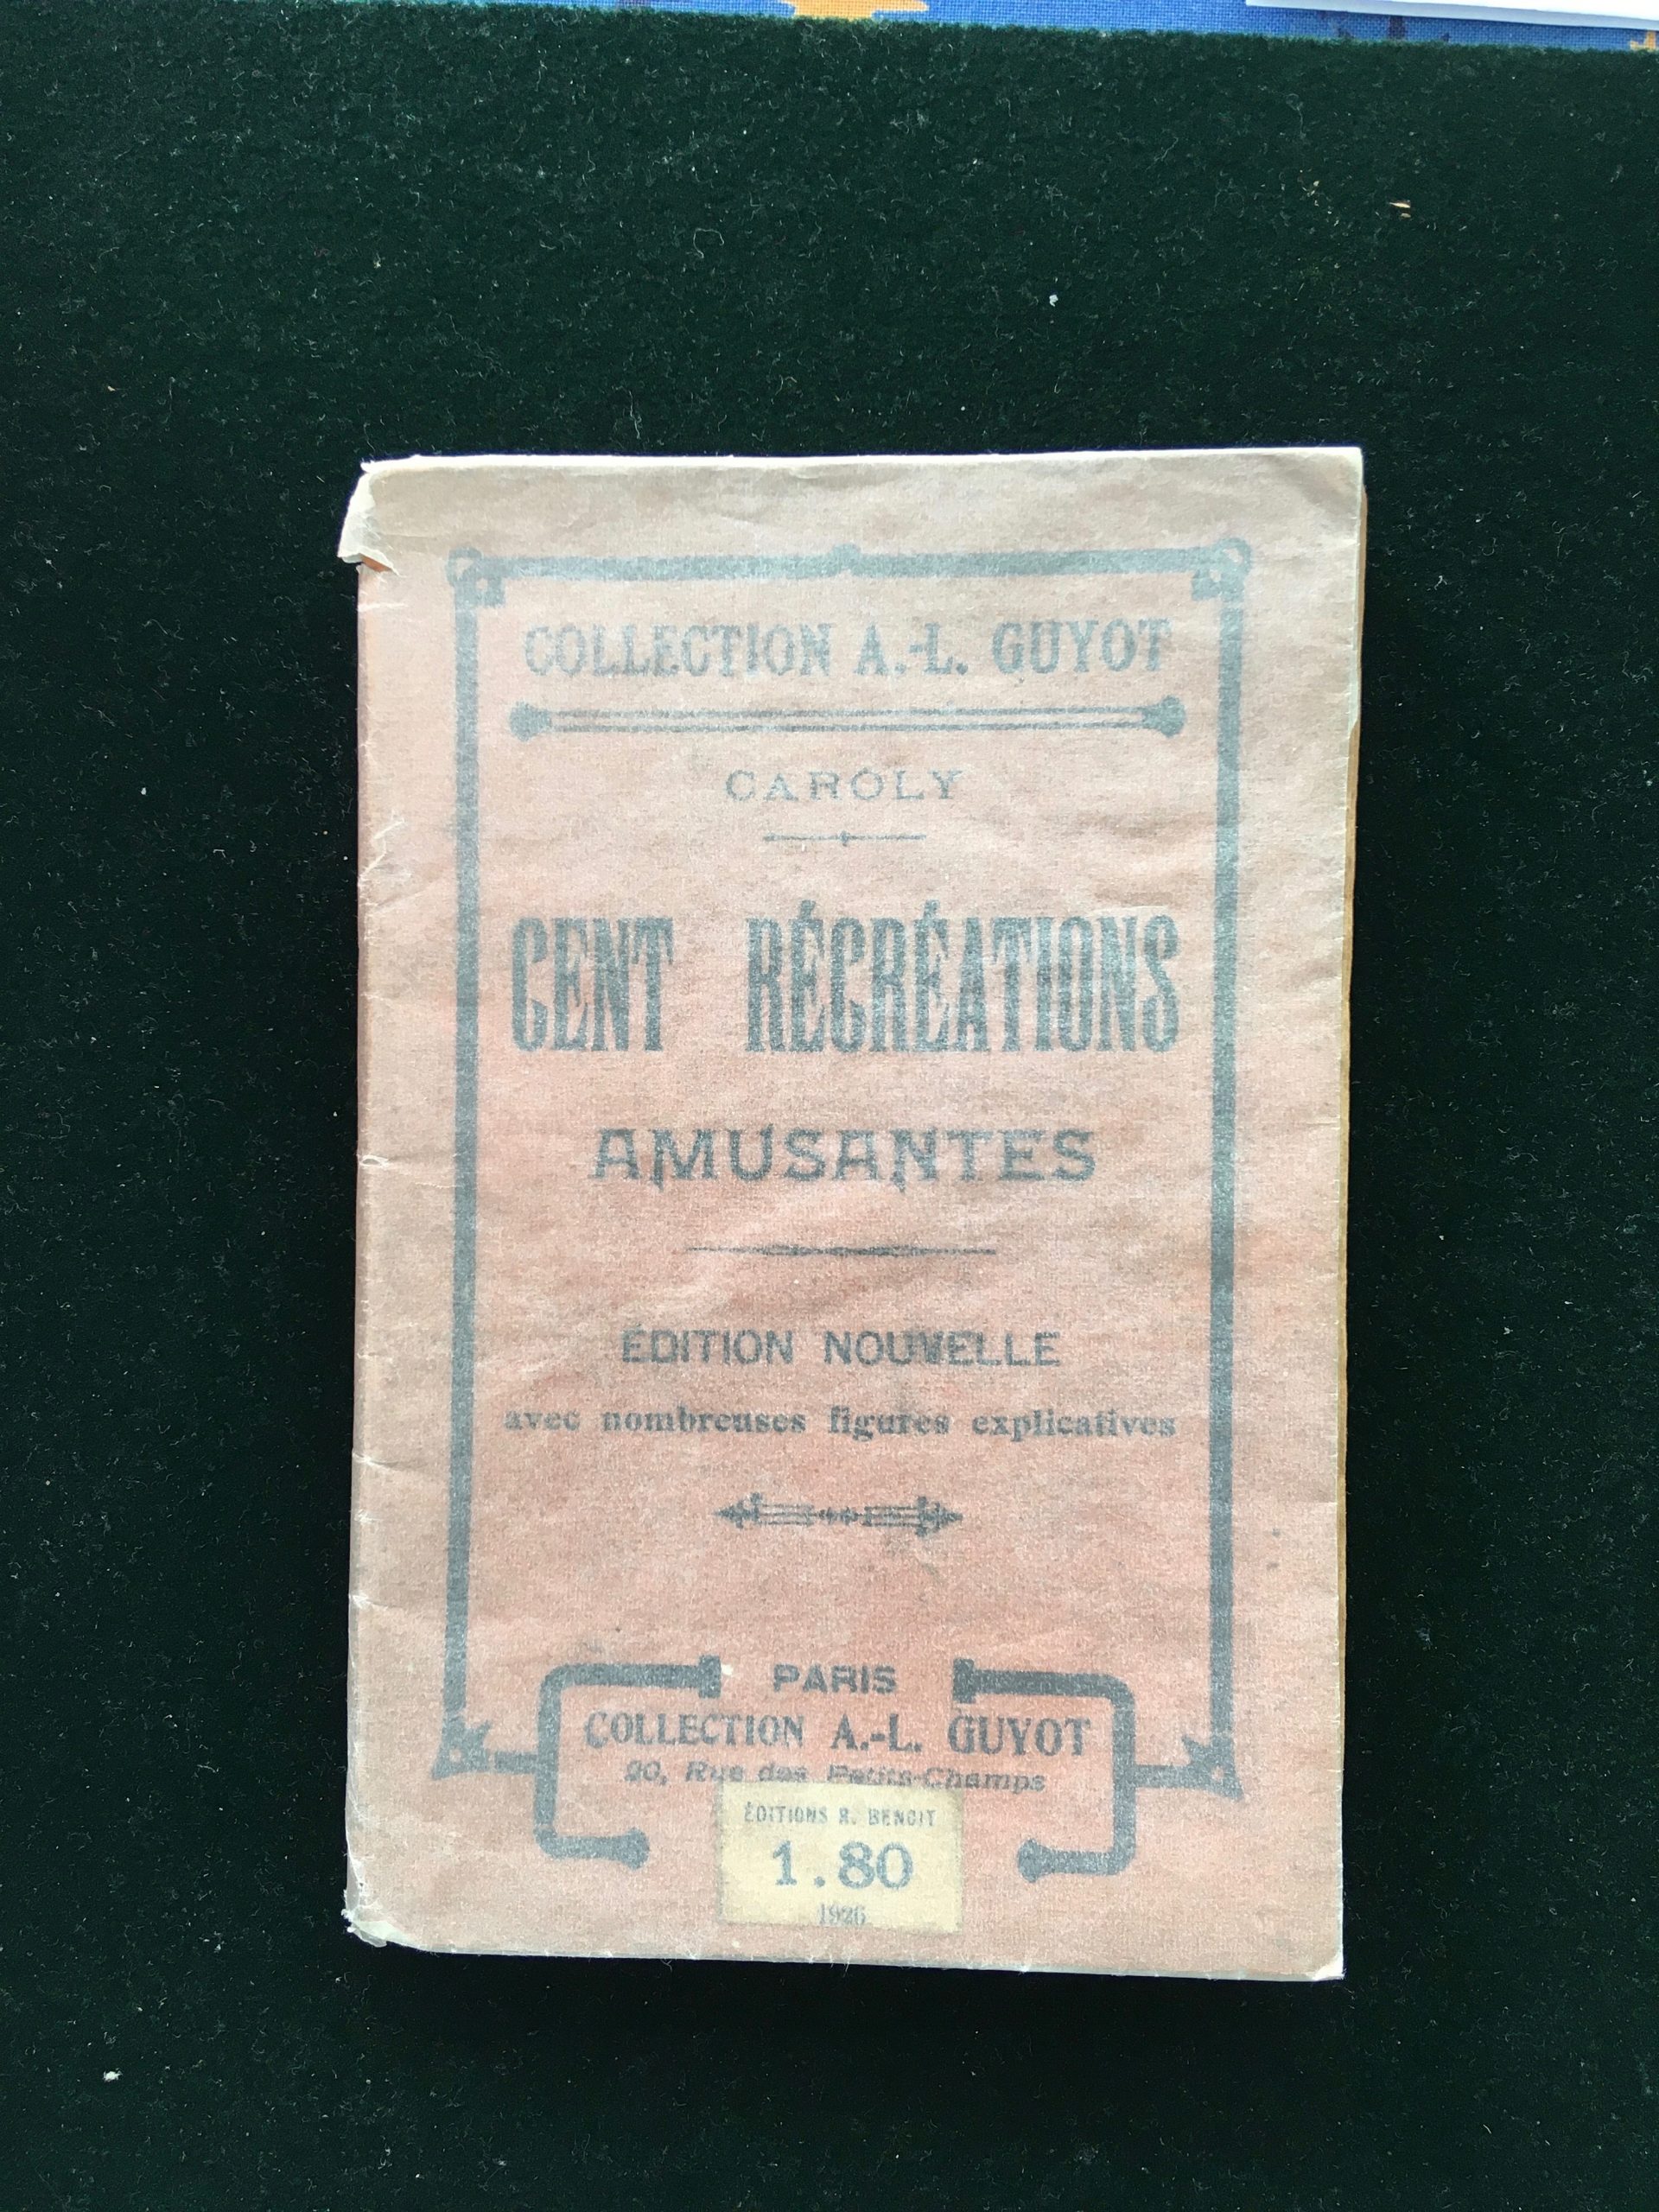 COLLECTION A.-L. GUYOT
CAROLY
CENT RÉCRÉATIONS
AMUSANTES
ÉDITION NOUVELLE
avec nombreuses figures explicatives
PARIS
COLLECTION A.-L. GUYOT
20, Rue des Petits-Champs
ÉDITIONS R. BENOIT
1.80
1926